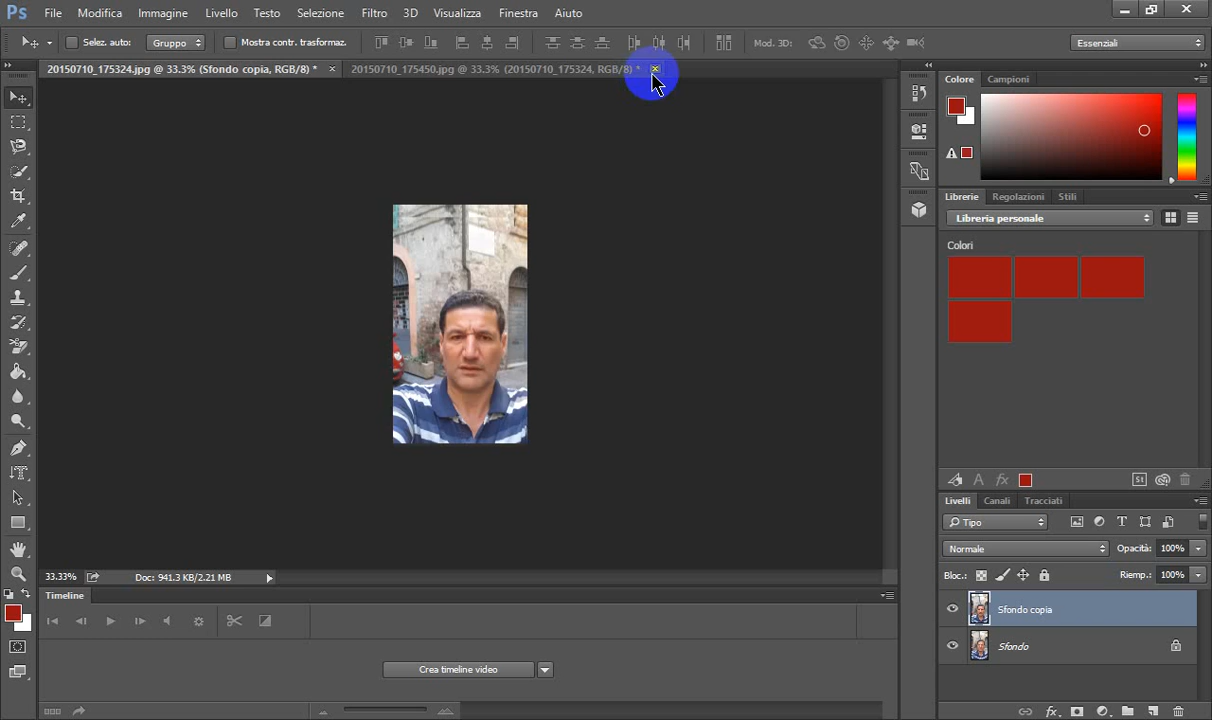 Ps File Modifica Immagine Livello Testo Selezione Filtro 3D Visualizza Finestra Aiuto
Selez. auto: Gruppo Mostra contr. trasformaz. Mod. 3D: Essenziali
20150710_175324.jpg @ 33.3% (Sfondo copia, RGB/8) * × 20150710_175450.jpg @ 33.3% (20150710_175324, RGB/8) * ×
Colore Campioni
Librerie Regolazioni Stili
Libreria personale
Colori
A fx St
Livelli Canali Tracciati
Tipo T
Normale Opacità: 100%
Bloc.: Riemp.: 100%
Sfondo copia
Sfondo
fx
33.33% Doc: 941.3 KB/2.21 MB
Timeline
Crea timeline video